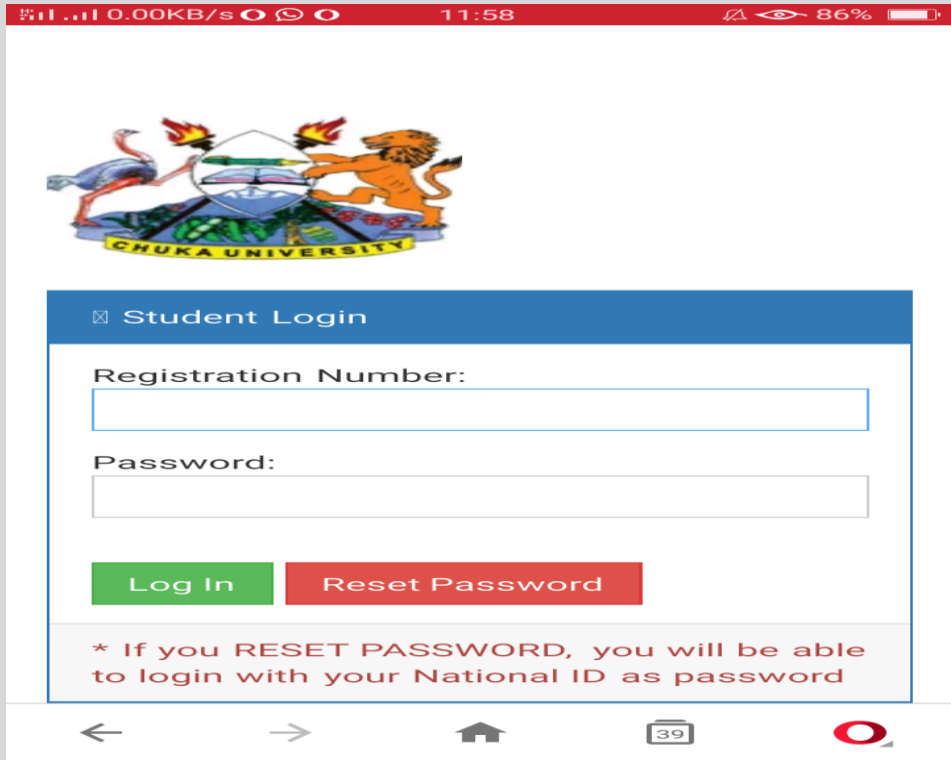 0.00KB/s 11:58 86%
CHUKA UNIVERSITY
Student Login
Registration Number:
Password:
Log In Reset Password
* If you RESET PASSWORD, you will be able
to login with your National ID as password
39